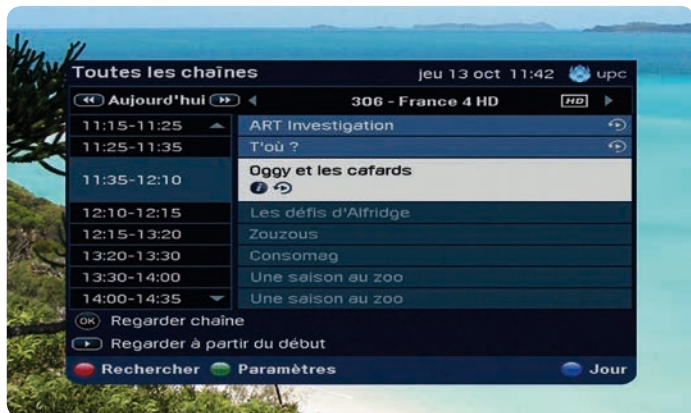 Toutes les chaînes jeu 13 oct 11:42 upc
Aujourd'hui 306 - France 4 HD HD
11:15-11:25 ART Investigation
11:25-11:35 T'où ?
11:35-12:10 Oggy et les cafards
12:10-12:15 Les défis d'Alfridge
12:15-13:20 Zouzous
13:20-13:30 Consomag
13:30-14:00 Une saison au zoo
14:00-14:35 Une saison au zoo
OK Regarder chaîne
Regarder à partir du début
Rechercher Paramètres Jour